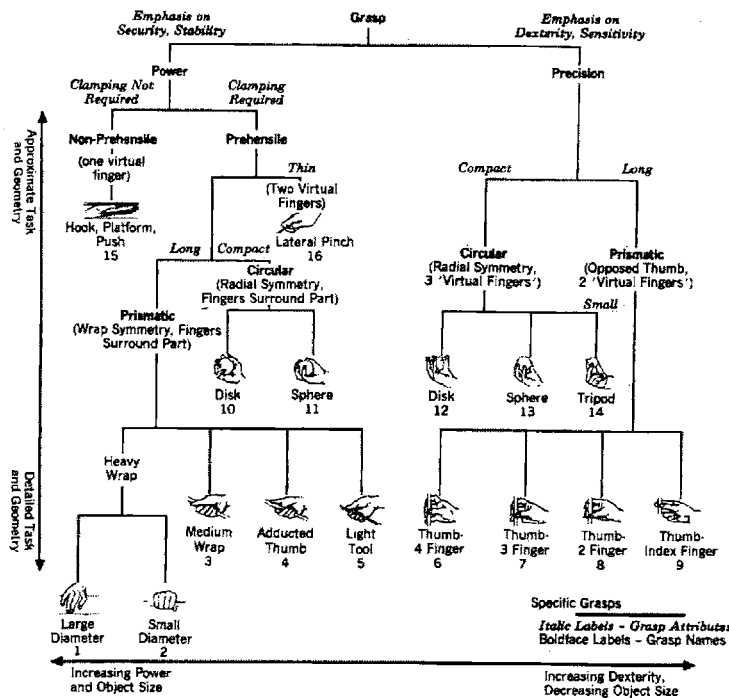 Emphasis on
Security, Stability
Grasp
Emphasis on
Dexterity, Sensitivity
Power
Precision
Clamping Not
Required
Clamping
Required
Approximate Task
and Geometry
Non-Prehensile
(one virtual
finger)
Prehensile
Hook, Platform,
Push
15
Thin
(Two Virtual
Fingers)
Lateral Pinch
16
Compact
Long
Long
Compact
Circular
(Radial Symmetry,
Fingers Surround Part)
Circular
(Radial Symmetry,
3 'Virtual Fingers')
Prismatic
(Opposed Thumb,
2 'Virtual Fingers')
Prismatic
(Wrap Symmetry, Fingers
Surround Part)
Small
Disk
10
Sphere
11
Disk
12
Sphere
13
Tripod
14
Detailed Task
and Geometry
Heavy
Wrap
Medium
Wrap
3
Adducted
Thumb
4
Light
Tool
5
Thumb-
4 Finger
6
Thumb-
3 Finger
7
Thumb-
2 Finger
8
Thumb-
Index Finger
9
Large
Diameter
1
Small
Diameter
2
Specific Grasps
Italic Labels - Grasp Attributes
Boldface Labels - Grasp Names
Increasing Power
and Object Size
Increasing Dexterity,
Decreasing Object Size